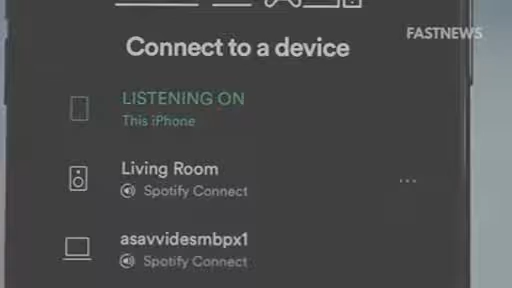 FASTNEWS
Connect to a device
LISTENING ON
This iPhone
Living Room
Spotify Connect
asavvidesmbpx1
Spotify Connect